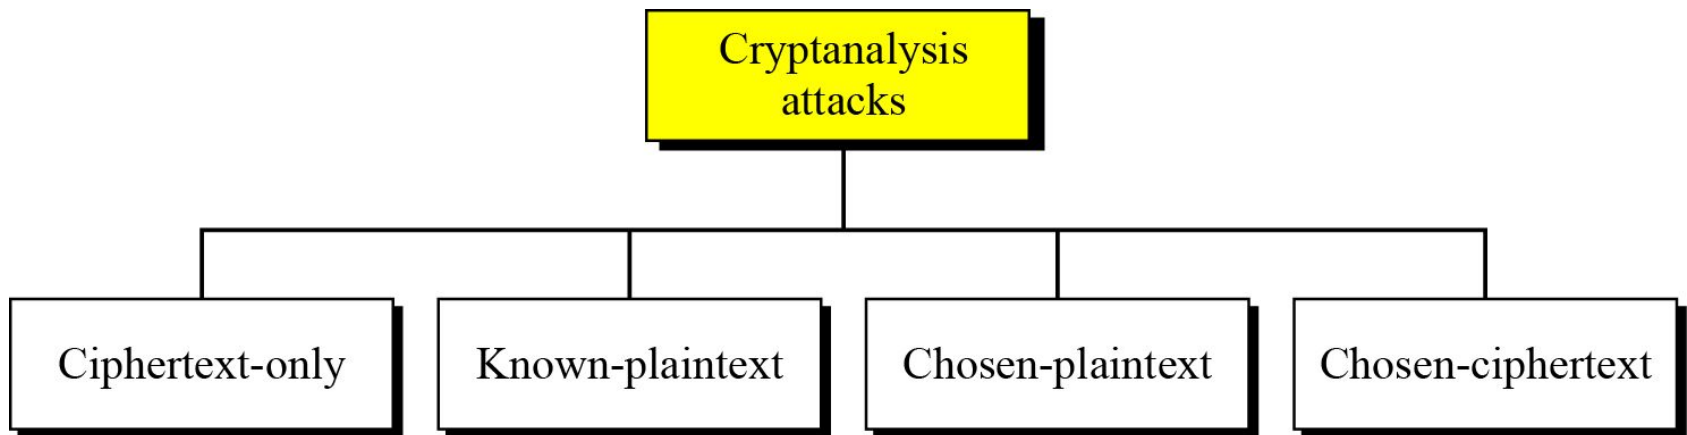 Cryptanalysis
attacks
Ciphertext-only
Known-plaintext
Chosen-plaintext
Chosen-ciphertext